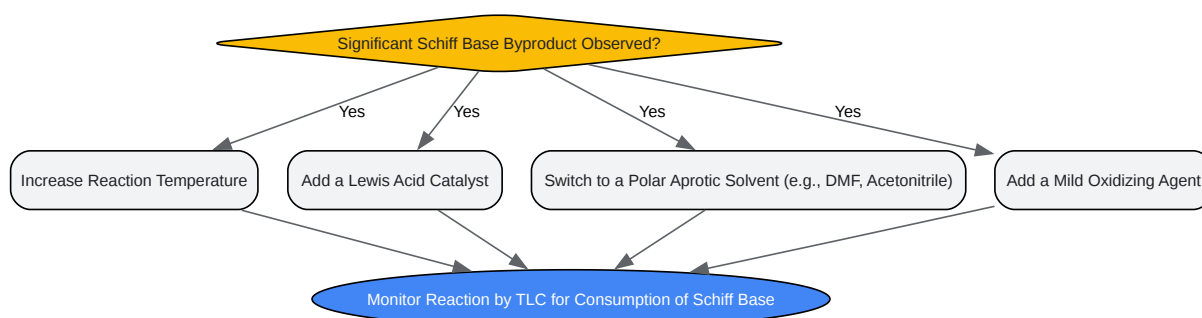 Significant Schiff Base Byproduct Observed?
Yes
Yes
Yes
Yes
Increase Reaction Temperature
Add a Lewis Acid Catalyst
Switch to a Polar Aprotic Solvent (e.g., DMF, Acetonitrile)
Add a Mild Oxidizing Agent
Monitor Reaction by TLC for Consumption of Schiff Base